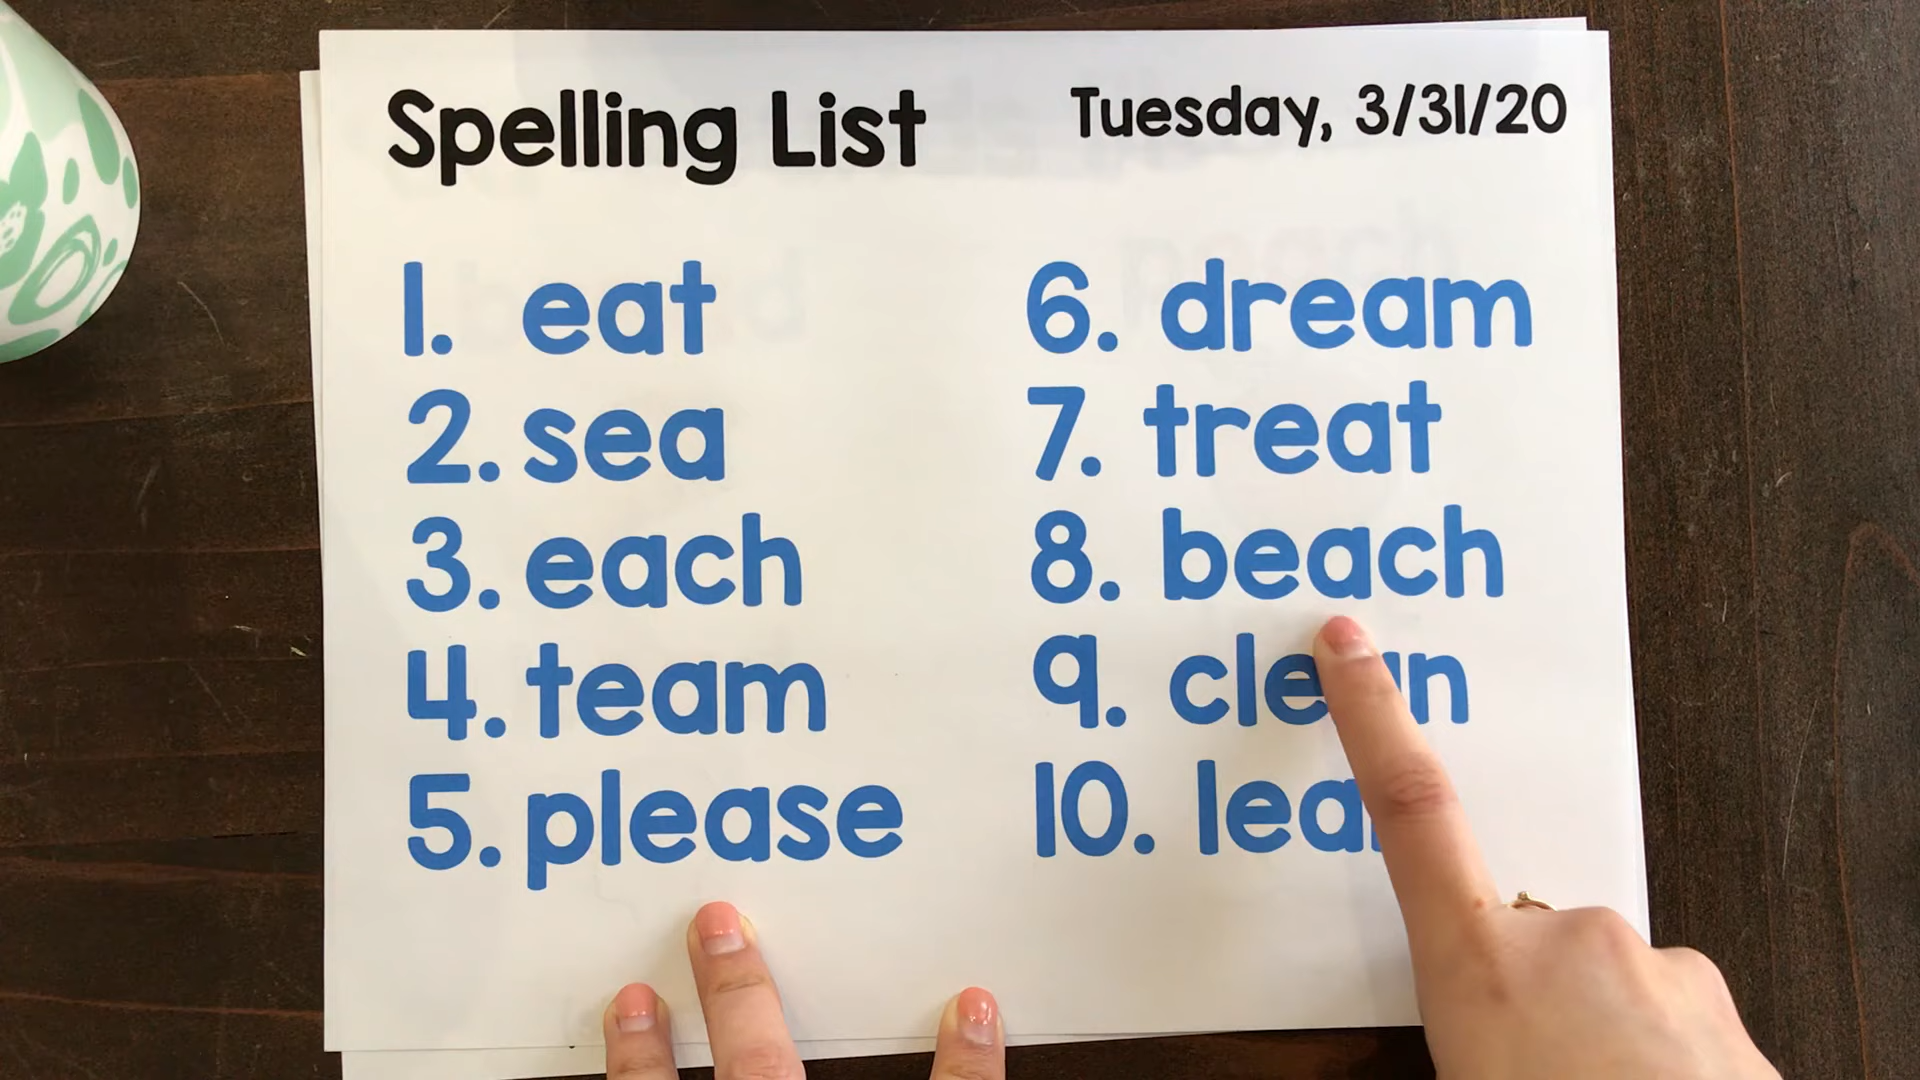 Spelling List
Tuesday, 3/31/20
1. eat
2. sea
3. each
4. team
5. please
6. dream
7. treat
8. beach
9. clean
10.